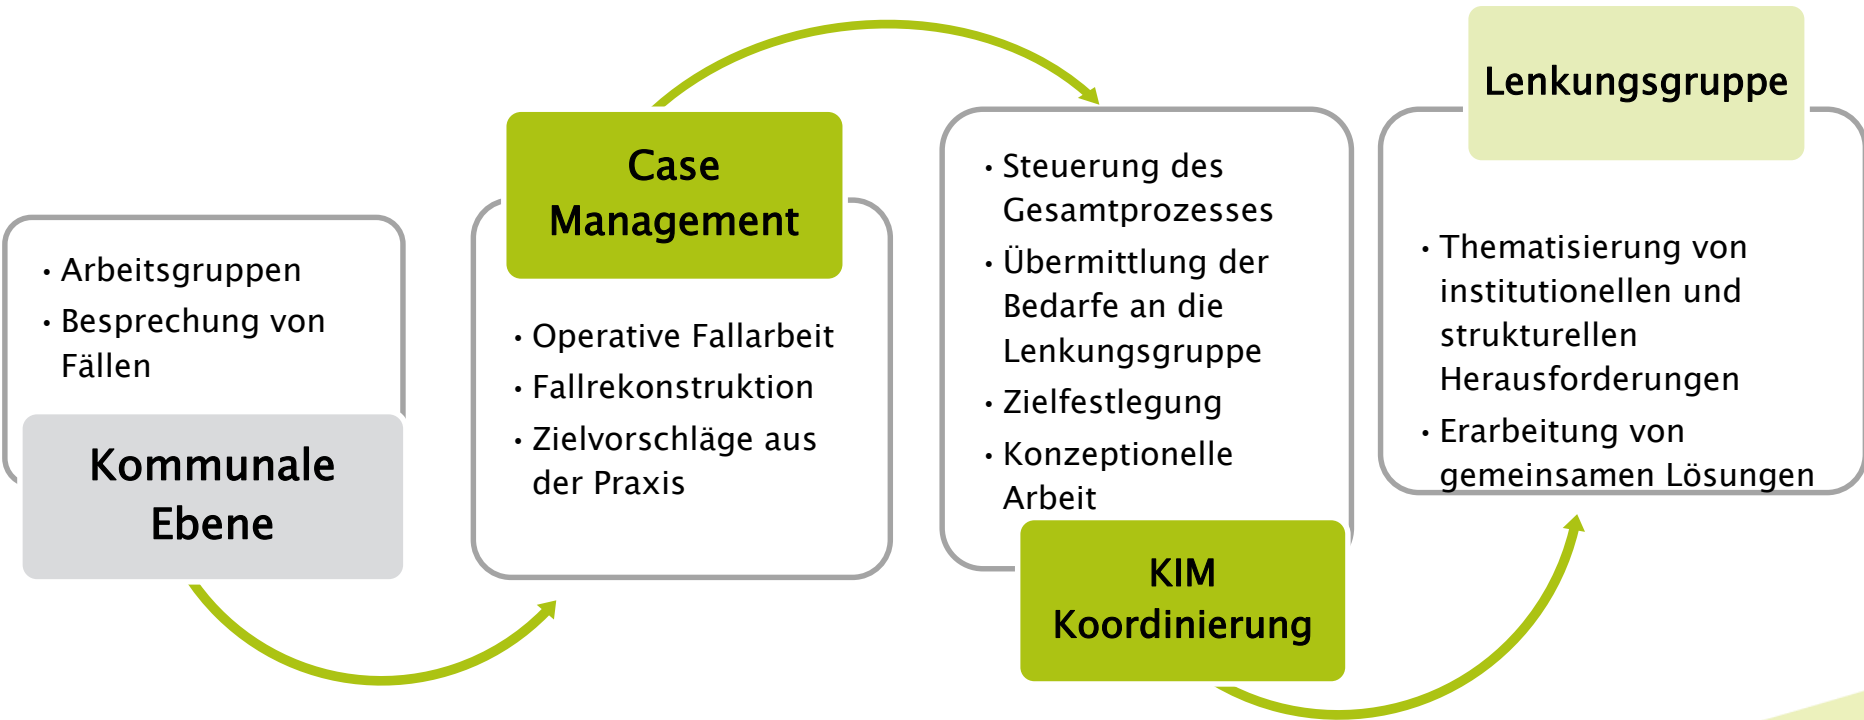 • Arbeitsgruppen
• Besprechung von
Fällen
Kommunale
Ebene
Case
Management
• Operative Fallarbeit
• Fallrekonstruktion
• Zielvorschläge aus
der Praxis
• Steuerung des
Gesamtprozesses
• Übermittlung der
Bedarfe an die
Lenkungsgruppe
• Zielfestlegung
• Konzeptionelle
Arbeit
KIM
Koordinierung
Lenkungsgruppe
• Thematisierung von
institutionellen und
strukturellen
Herausforderungen
• Erarbeitung von
gemeinsamen Lösungen